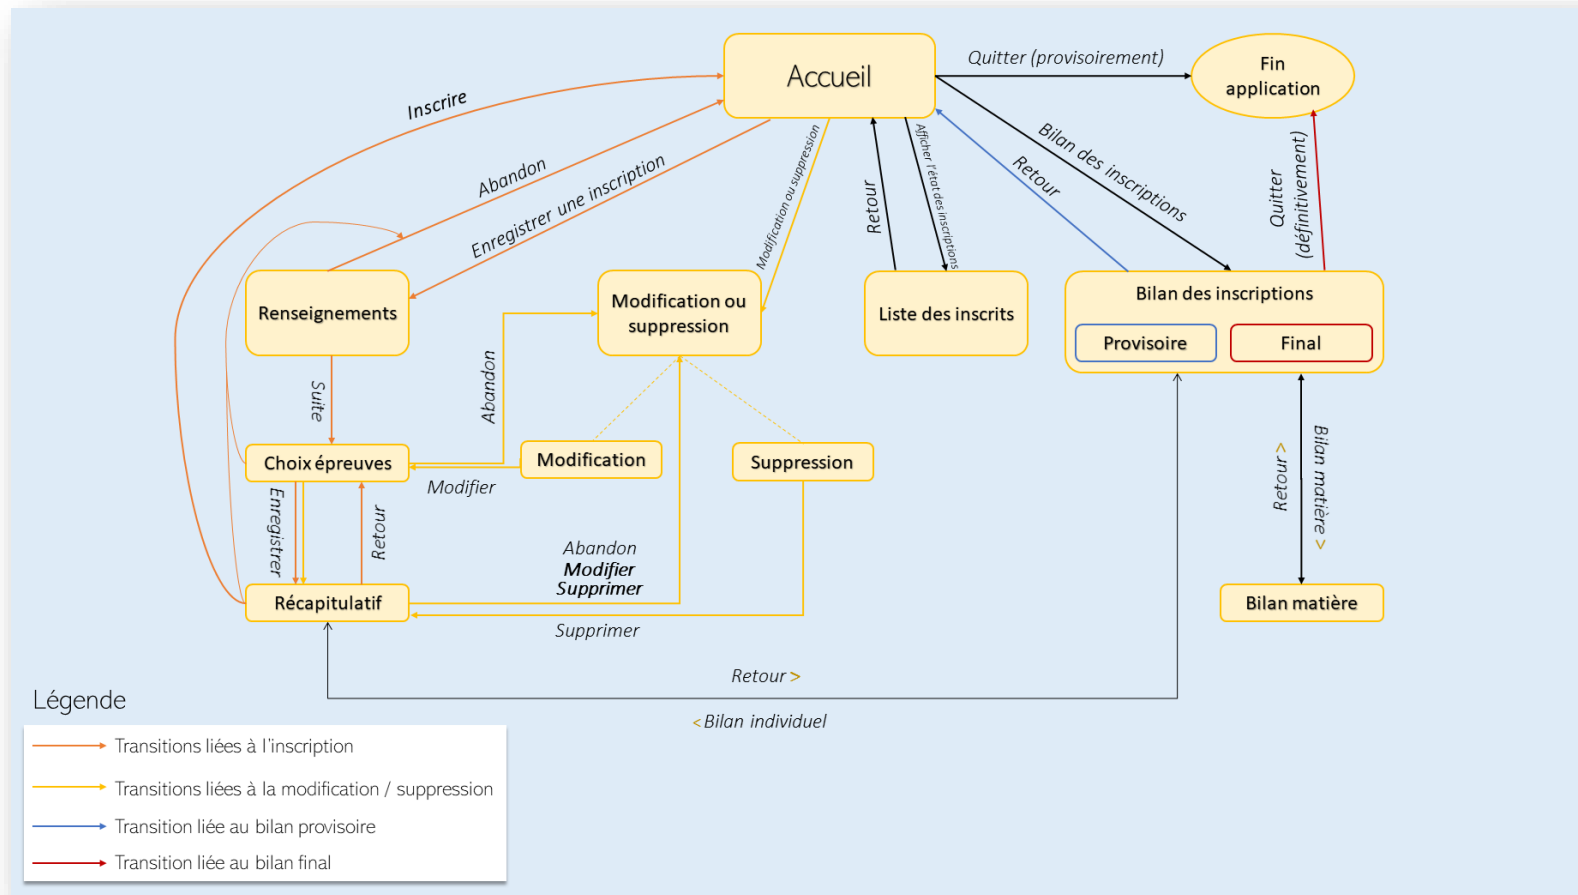 Accueil
Quitter (provisoirement)
Fin
application
Inscrire
Abandon
Enregistrer une inscription
Modification ou suppression
Retour
Afficher l'état des inscriptions
Retour
Bilan des inscriptions
Quitter
(définitivement)
Renseignements
Modification ou
suppression
Liste des inscrits
Bilan des inscriptions
Provisoire
Final
Suite
Abandon
Choix épreuves
Modification
Suppression
Modifier
Retour >
Bilan matière <
Enregistrer
Retour
Abandon
Modifier
Supprimer
Récapitulatif
Bilan matière
Supprimer
Retour >
< Bilan individuel
Légende
Transitions liées à l'inscription
Transitions liées à la modification / suppression
Transition liée au bilan provisoire
Transition liée au bilan final